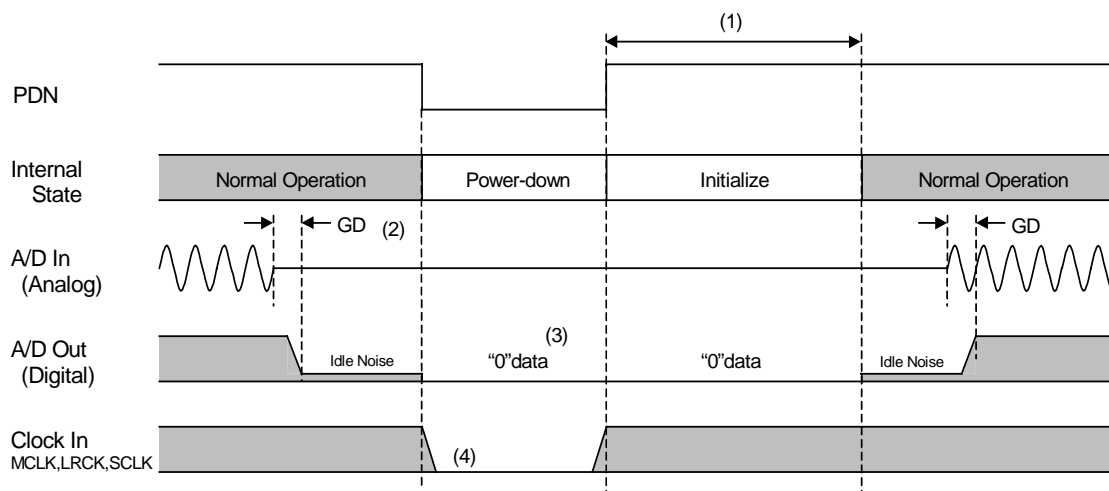 (1)
PDN
Internal
State
Normal Operation
Power-down
Initialize
Normal Operation
GD
(2)
GD
A/D In
(Analog)
A/D Out
(Digital)
Idle Noise
(3)
“0”data
“0”data
Idle Noise
Clock In
MCLK,LRCK,SCLK
(4)